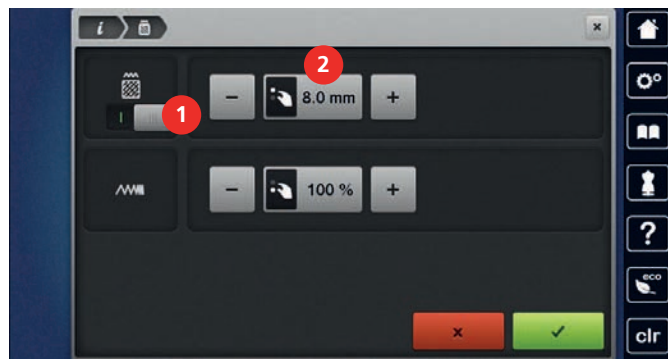 i
×
2
− 8.0 mm +
I
1
− 100 % +
?
eco
× ✓
clr